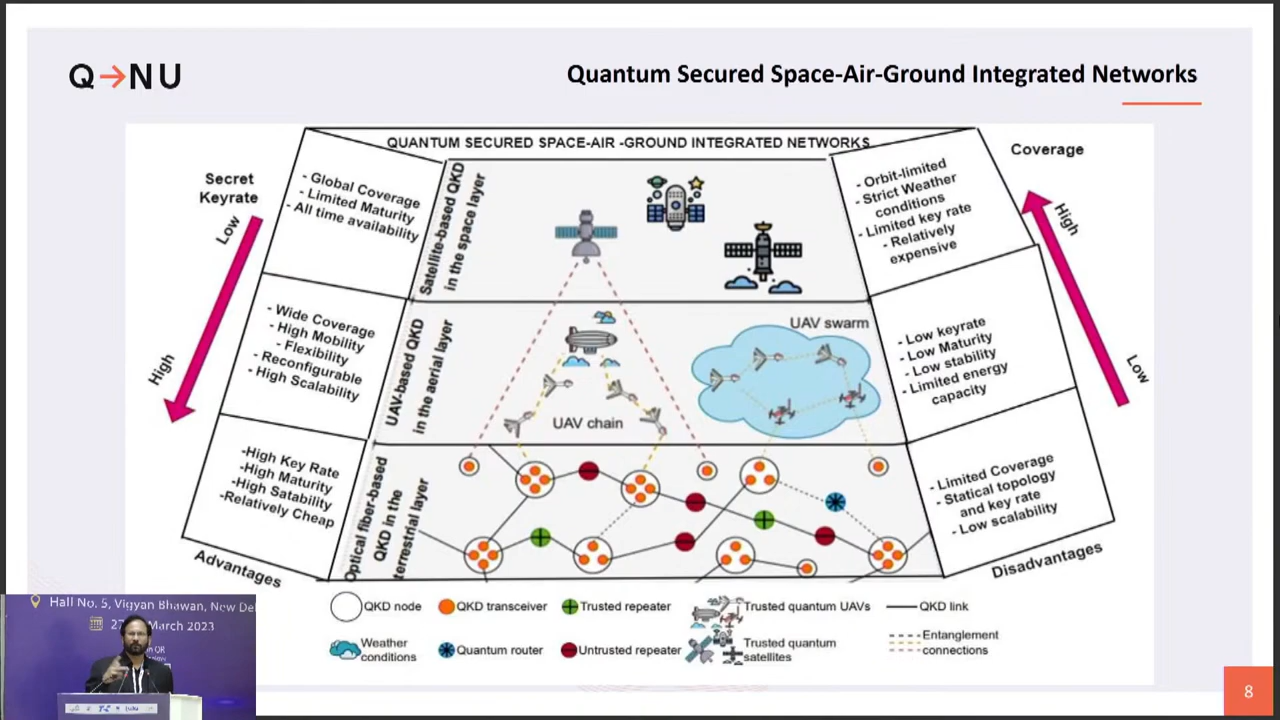 Q→NU
Quantum Secured Space-Air-Ground Integrated Networks
QUANTUM SECURED SPACE-AIR -GROUND INTEGRATED NETWORKS
Secret
Keyrate
Low
High
- Global Coverage
- Limited Maturity
- All time availability
- Wide Coverage
- High Mobility
- Flexibility
- Reconfigurable
- High Scalability
-High Key Rate
-High Maturity
-High Satability
-Relatively Cheap
Advantages
Satellite-based QKD
in the space layer
UAV-based QKD
in the aerial layer
Optical fiber-based
QKD in the
terrestrial layer
UAV chain
UAV swarm
- Orbit-limited
- Strict Weather
conditions
- Limited key rate
- Relatively
expensive
- Low keyrate
- Low Maturity
- Low stability
- Limited energy
capacity
- Limited Coverage
- Statical topology
and key rate
- Low scalability
Disadvantages
Coverage
High
Low
QKD node
QKD transceiver
Trusted repeater
Trusted quantum UAVs
QKD link
Weather
conditions
Quantum router
Untrusted repeater
Trusted quantum
satellites
Entanglement
connections
Hall No. 5, Vigyan Bhawan, New Del
March 2023
8